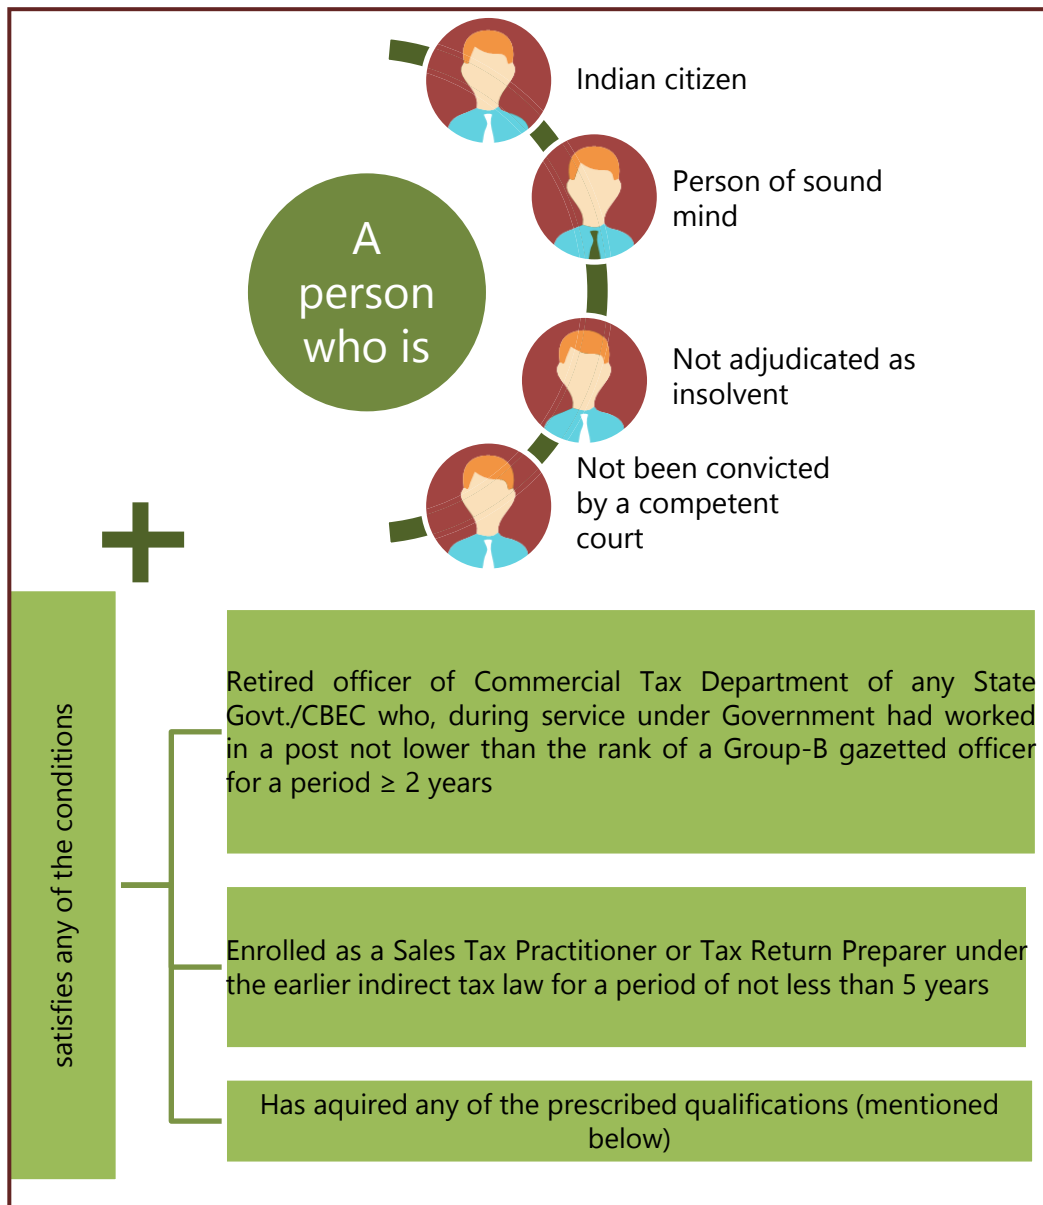 A
person
who is
Indian citizen
Person of sound
mind
Not adjudicated as
insolvent
Not been convicted
by a competent
court
satisfies any of the conditions
Retired officer of Commercial Tax Department of any State
Govt./CBEC who, during service under Government had worked
in a post not lower than the rank of a Group-B gazetted officer
for a period ≥ 2 years
Enrolled as a Sales Tax Practitioner or Tax Return Preparer under
the earlier indirect tax law for a period of not less than 5 years
Has aquired any of the prescribed qualifications (mentioned
below)